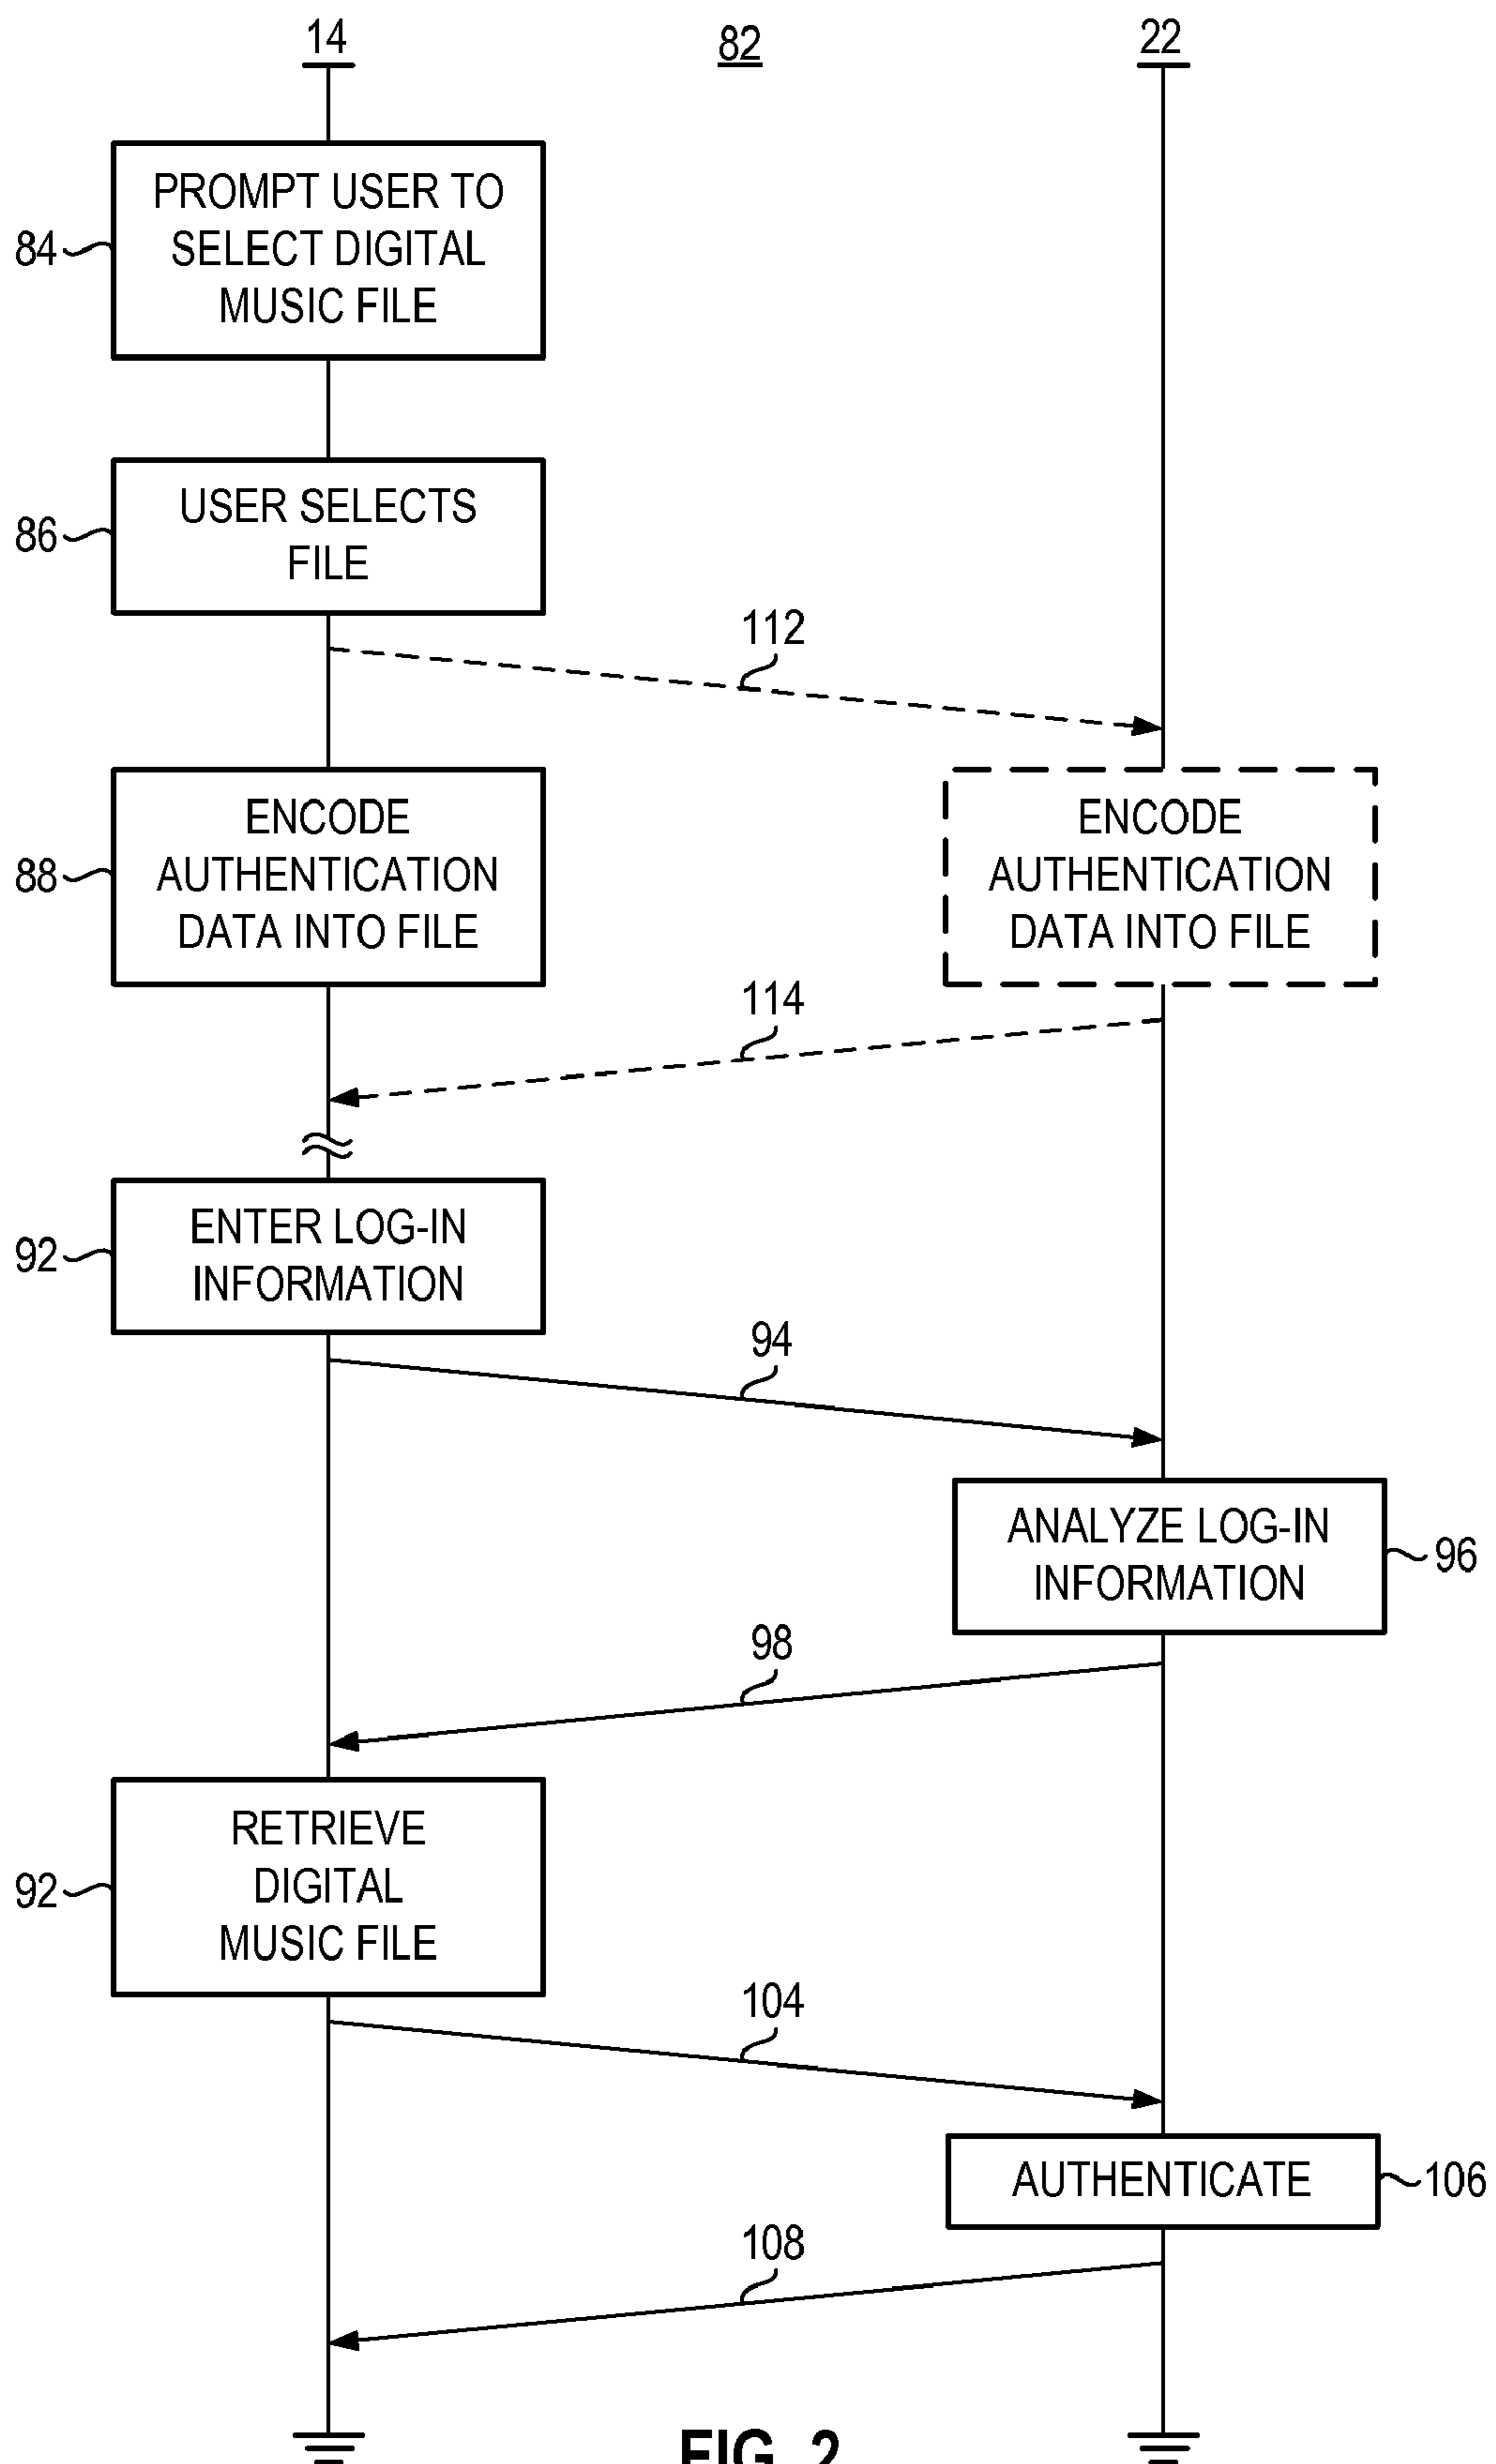 14
82
22
PROMPT USER TO
SELECT DIGITAL
MUSIC FILE
84
USER SELECTS
FILE
86
112
ENCODE
AUTHENTICATION
DATA INTO FILE
88
ENCODE
AUTHENTICATION
DATA INTO FILE
114
ENTER LOG-IN
INFORMATION
92
94
ANALYZE LOG-IN
INFORMATION
96
98
RETRIEVE
DIGITAL
MUSIC FILE
92
104
AUTHENTICATE
106
108
FIG. 2